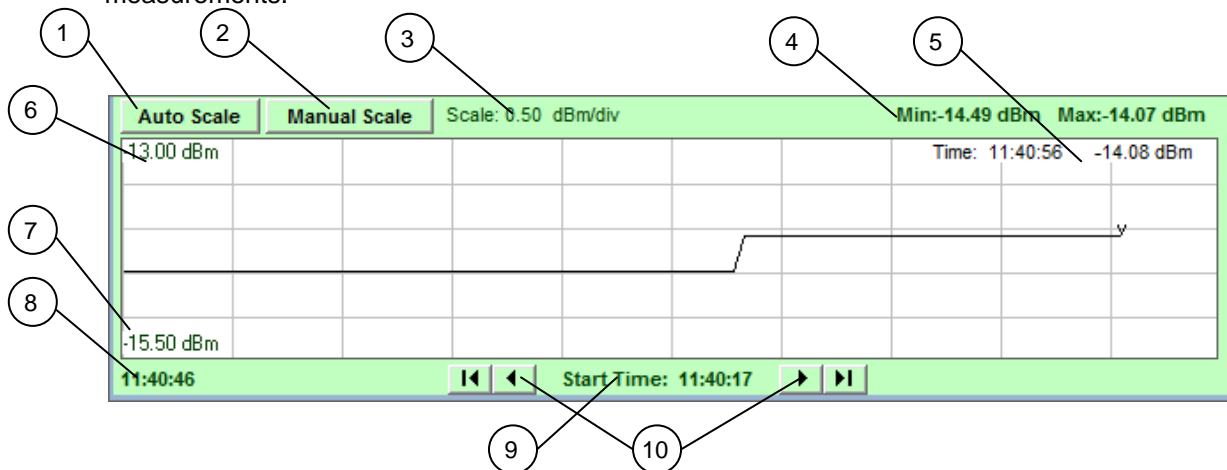 measurements.
1 2 3 4 5
6 Auto Scale Manual Scale Scale: 0.50 dBm/div Min:-14.49 dBm Max:-14.07 dBm
-13.00 dBm Time: 11:40:56 -14.08 dBm
7
-15.50 dBm
8
11:40:46 Start Time: 11:40:17
9 10